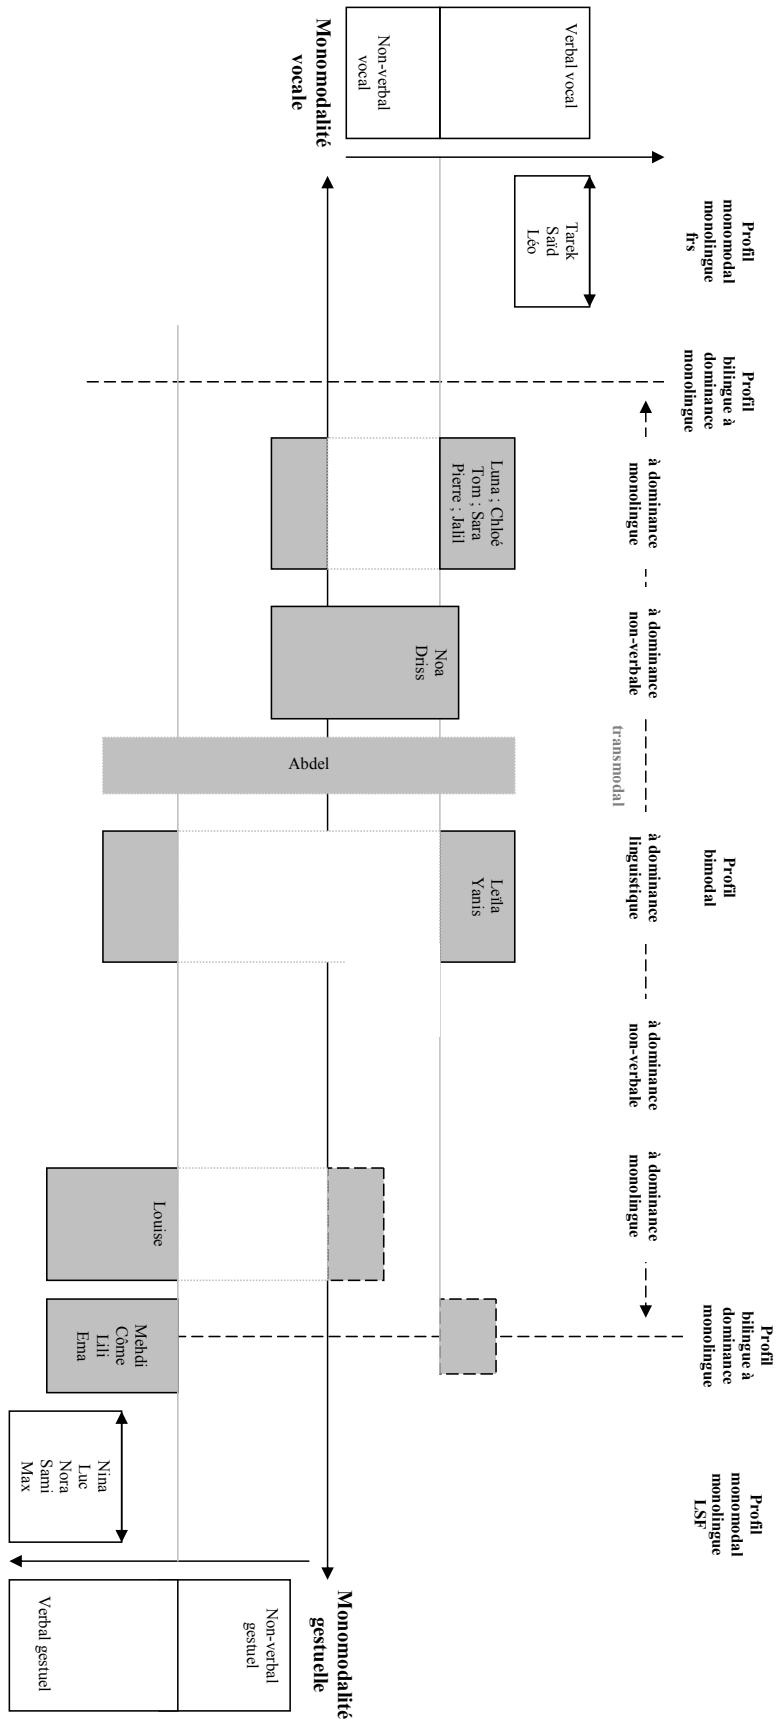 Profil
monomodal
monolingue
frs
Profil
bilingue à
dominance
monolingue
Profil
bimodal
Profil
bilingue à
dominance
monolingue
Profil
monomodal
monolingue
LSF
à dominance
monolingue
à dominance
non-verbale
transmodal
à dominance
linguistique
à dominance
non-verbale
à dominance
monolingue
Verbal vocal
Non-verbal
vocal
Monomodalité
vocale
Tarek
Saïd
Léo
Luna ; Chloé
Tom ; Sara
Pierre ; Jalil
Noa
Driss
Abdel
Leïla
Yanis
Louise
Mehdi
Côme
Lili
Ema
Nina
Luc
Nora
Sami
Max
Monomodalité
gestuelle
Non-verbal
gestuel
Verbal gestuel